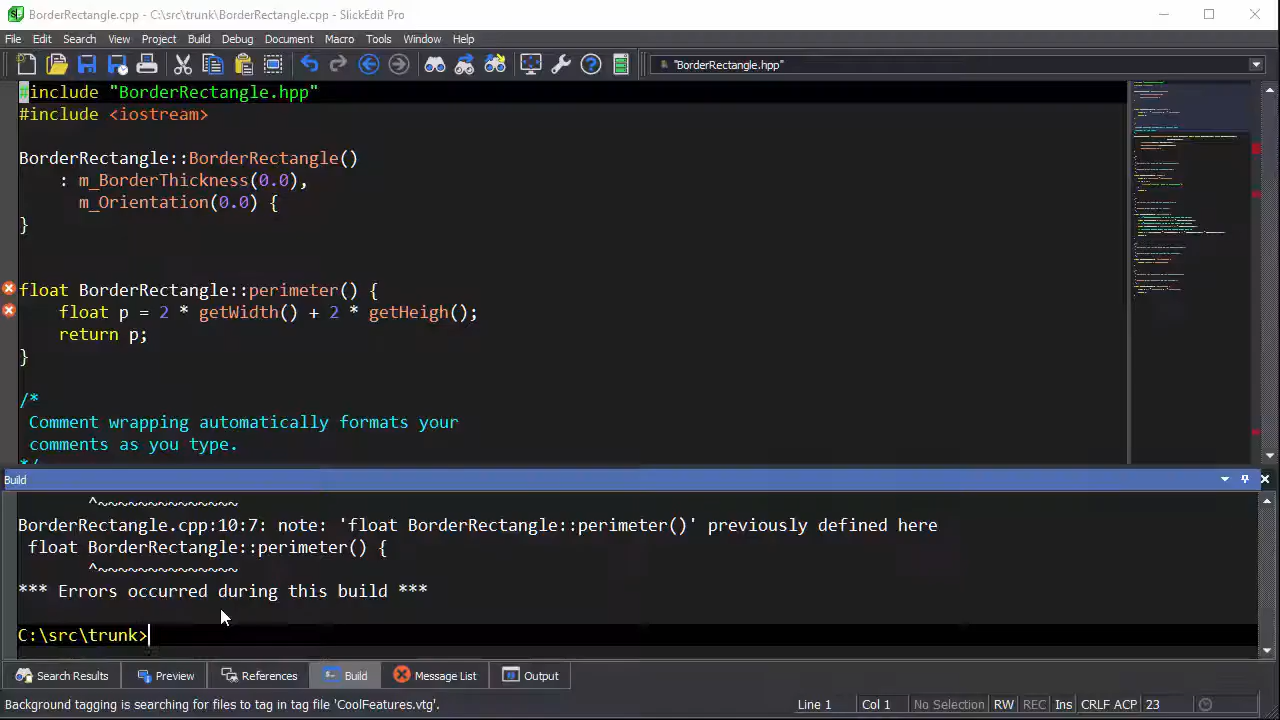 BorderRectangle.cpp - C:\src\trunk\BorderRectangle.cpp - SlickEdit Pro
File Edit Search View Project Build Debug Document Macro Tools Window Help
"BorderRectangle.hpp"
#include "BorderRectangle.hpp"
#include <iostream>
BorderRectangle::BorderRectangle()
: m_BorderThickness(0.0),
m_Orientation(0.0) {
}
float BorderRectangle::perimeter() {
float p = 2 * getWidth() + 2 * getHeigh();
return p;
}
/*
Comment wrapping automatically formats your
comments as you type.
*/
Build
^~~~~~~~~~~~~~~
BorderRectangle.cpp:10:7: note: 'float BorderRectangle::perimeter()' previously defined here
float BorderRectangle::perimeter() {
^~~~~~~~~~~~~~~
*** Errors occurred during this build ***
C:\src\trunk>
Search Results Preview References Build Message List Output
Background tagging is searching for files to tag in tag file 'CoolFeatures.vtg'. Line 1 Col 1 No Selection RW REC Ins CRLF ACP 23